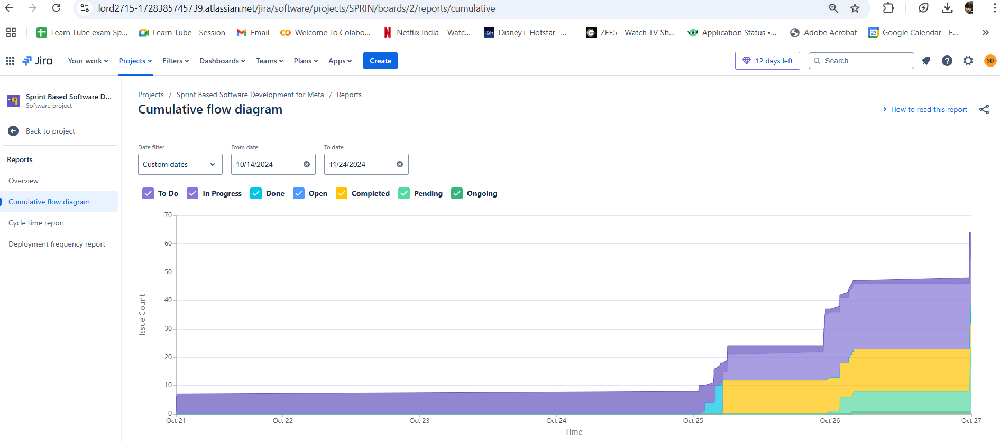 lord2715-1728385745739.atlassian.net/jira/software/projects/SPRIN/boards/2/reports/cumulative
Learn Tube exam Sp... Learn Tube - Session Email Welcome To Colabo... Netflix India – Watc... Disney+ Hotstar -... ZEE5 - Watch TV Sh... Application Status •... Adobe Acrobat 23 Google Calendar - E...
Jira Your work Projects Filters Dashboards Teams Plans Apps Create 12 days left Search SD
Sprint Based Software D...
Software project
Back to project
Reports
Overview
Cumulative flow diagram
Cycle time report
Deployment frequency report
Projects / Sprint Based Software Development for Meta / Reports
Cumulative flow diagram
How to read this report
Date filter From date To date
Custom dates 10/14/2024 11/24/2024
To Do In Progress Done Open Completed Pending Ongoing
70
60
50
40
30
20
10
0
Issue Count
Oct 21 Oct 22 Oct 23 Oct 24 Oct 25 Oct 26 Oct 27
Time